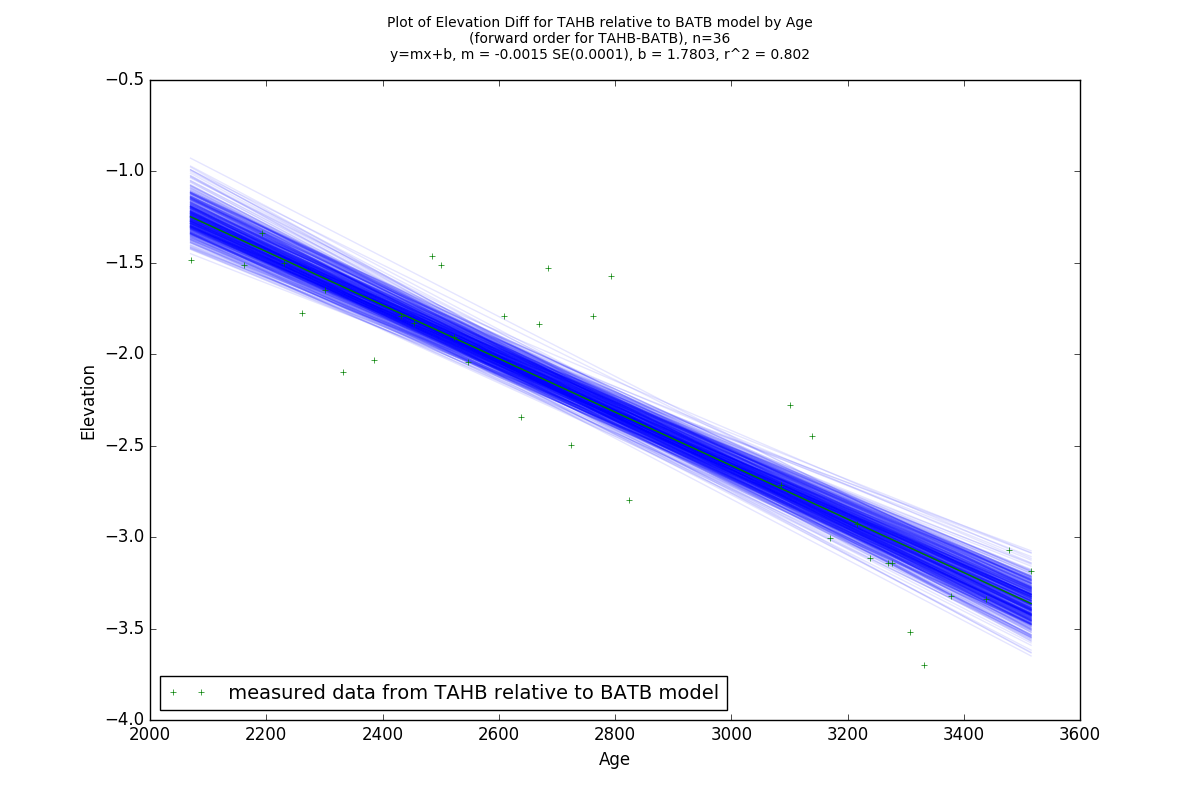 Plot of Elevation Diff for TAHB relative to BATB model by Age
(forward order for TAHB-BATB), n=36
y=mx+b, m = -0.0015 SE(0.0001), b = 1.7803, r^2 = 0.802
−0.5
−1.0
−1.5
−2.0
−2.5
−3.0
−3.5
−4.0
Elevation
measured data from TAHB relative to BATB model
2000 2200 2400 2600 2800 3000 3200 3400 3600
Age